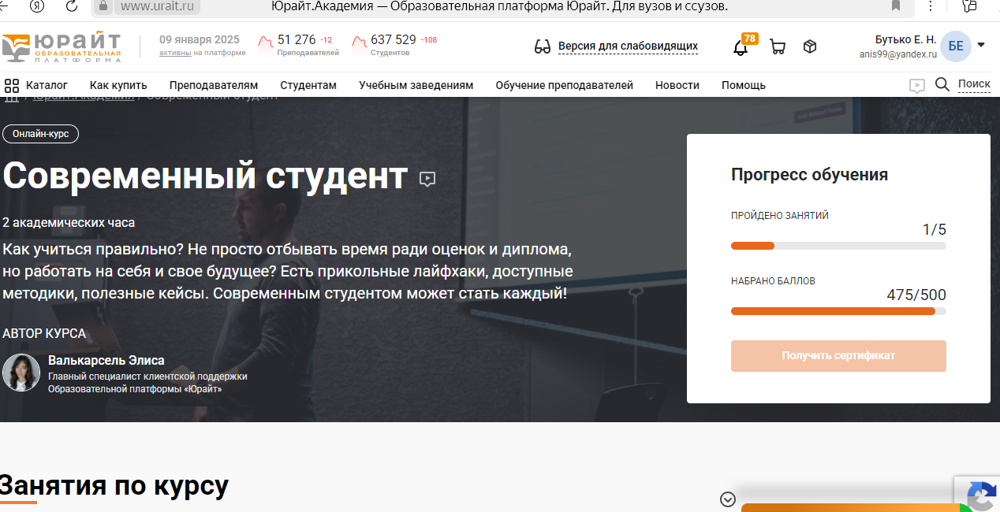 www.urait.ru
Юрайт.Академия — Образовательная платформа Юрайт. Для вузов и ссузов.
ЮРАЙТ
ОБРАЗОВАТЕЛЬНАЯ
ПЛАТФОРМА
09 января 2025
активны на платформе
51 276 -12
Преподавателей
637 529 -108
Студентов
Версия для слабовидящих
78
Бутько Е. Н.
anis99@yandex.ru
БЕ
Каталог
Как купить
Преподавателям
Студентам
Учебным заведениям
Обучение преподавателей
Новости
Помощь
Поиск
/ Юрайт.Академия / Современный студент
Онлайн-курс
Современный студент
2 академических часа
Как учиться правильно? Не просто отбывать время ради оценок и диплома,
но работать на себя и свое будущее? Есть прикольные лайфхаки, доступные
методики, полезные кейсы. Современным студентом может стать каждый!
АВТОР КУРСА
Валькарсель Элиса
Главный специалист клиентской поддержки
Образовательной платформы «Юрайт»
Прогресс обучения
ПРОЙДЕНО ЗАНЯТИЙ
1/5
НАБРАНО БАЛЛОВ
475/500
Получить сертификат
Занятия по курсу